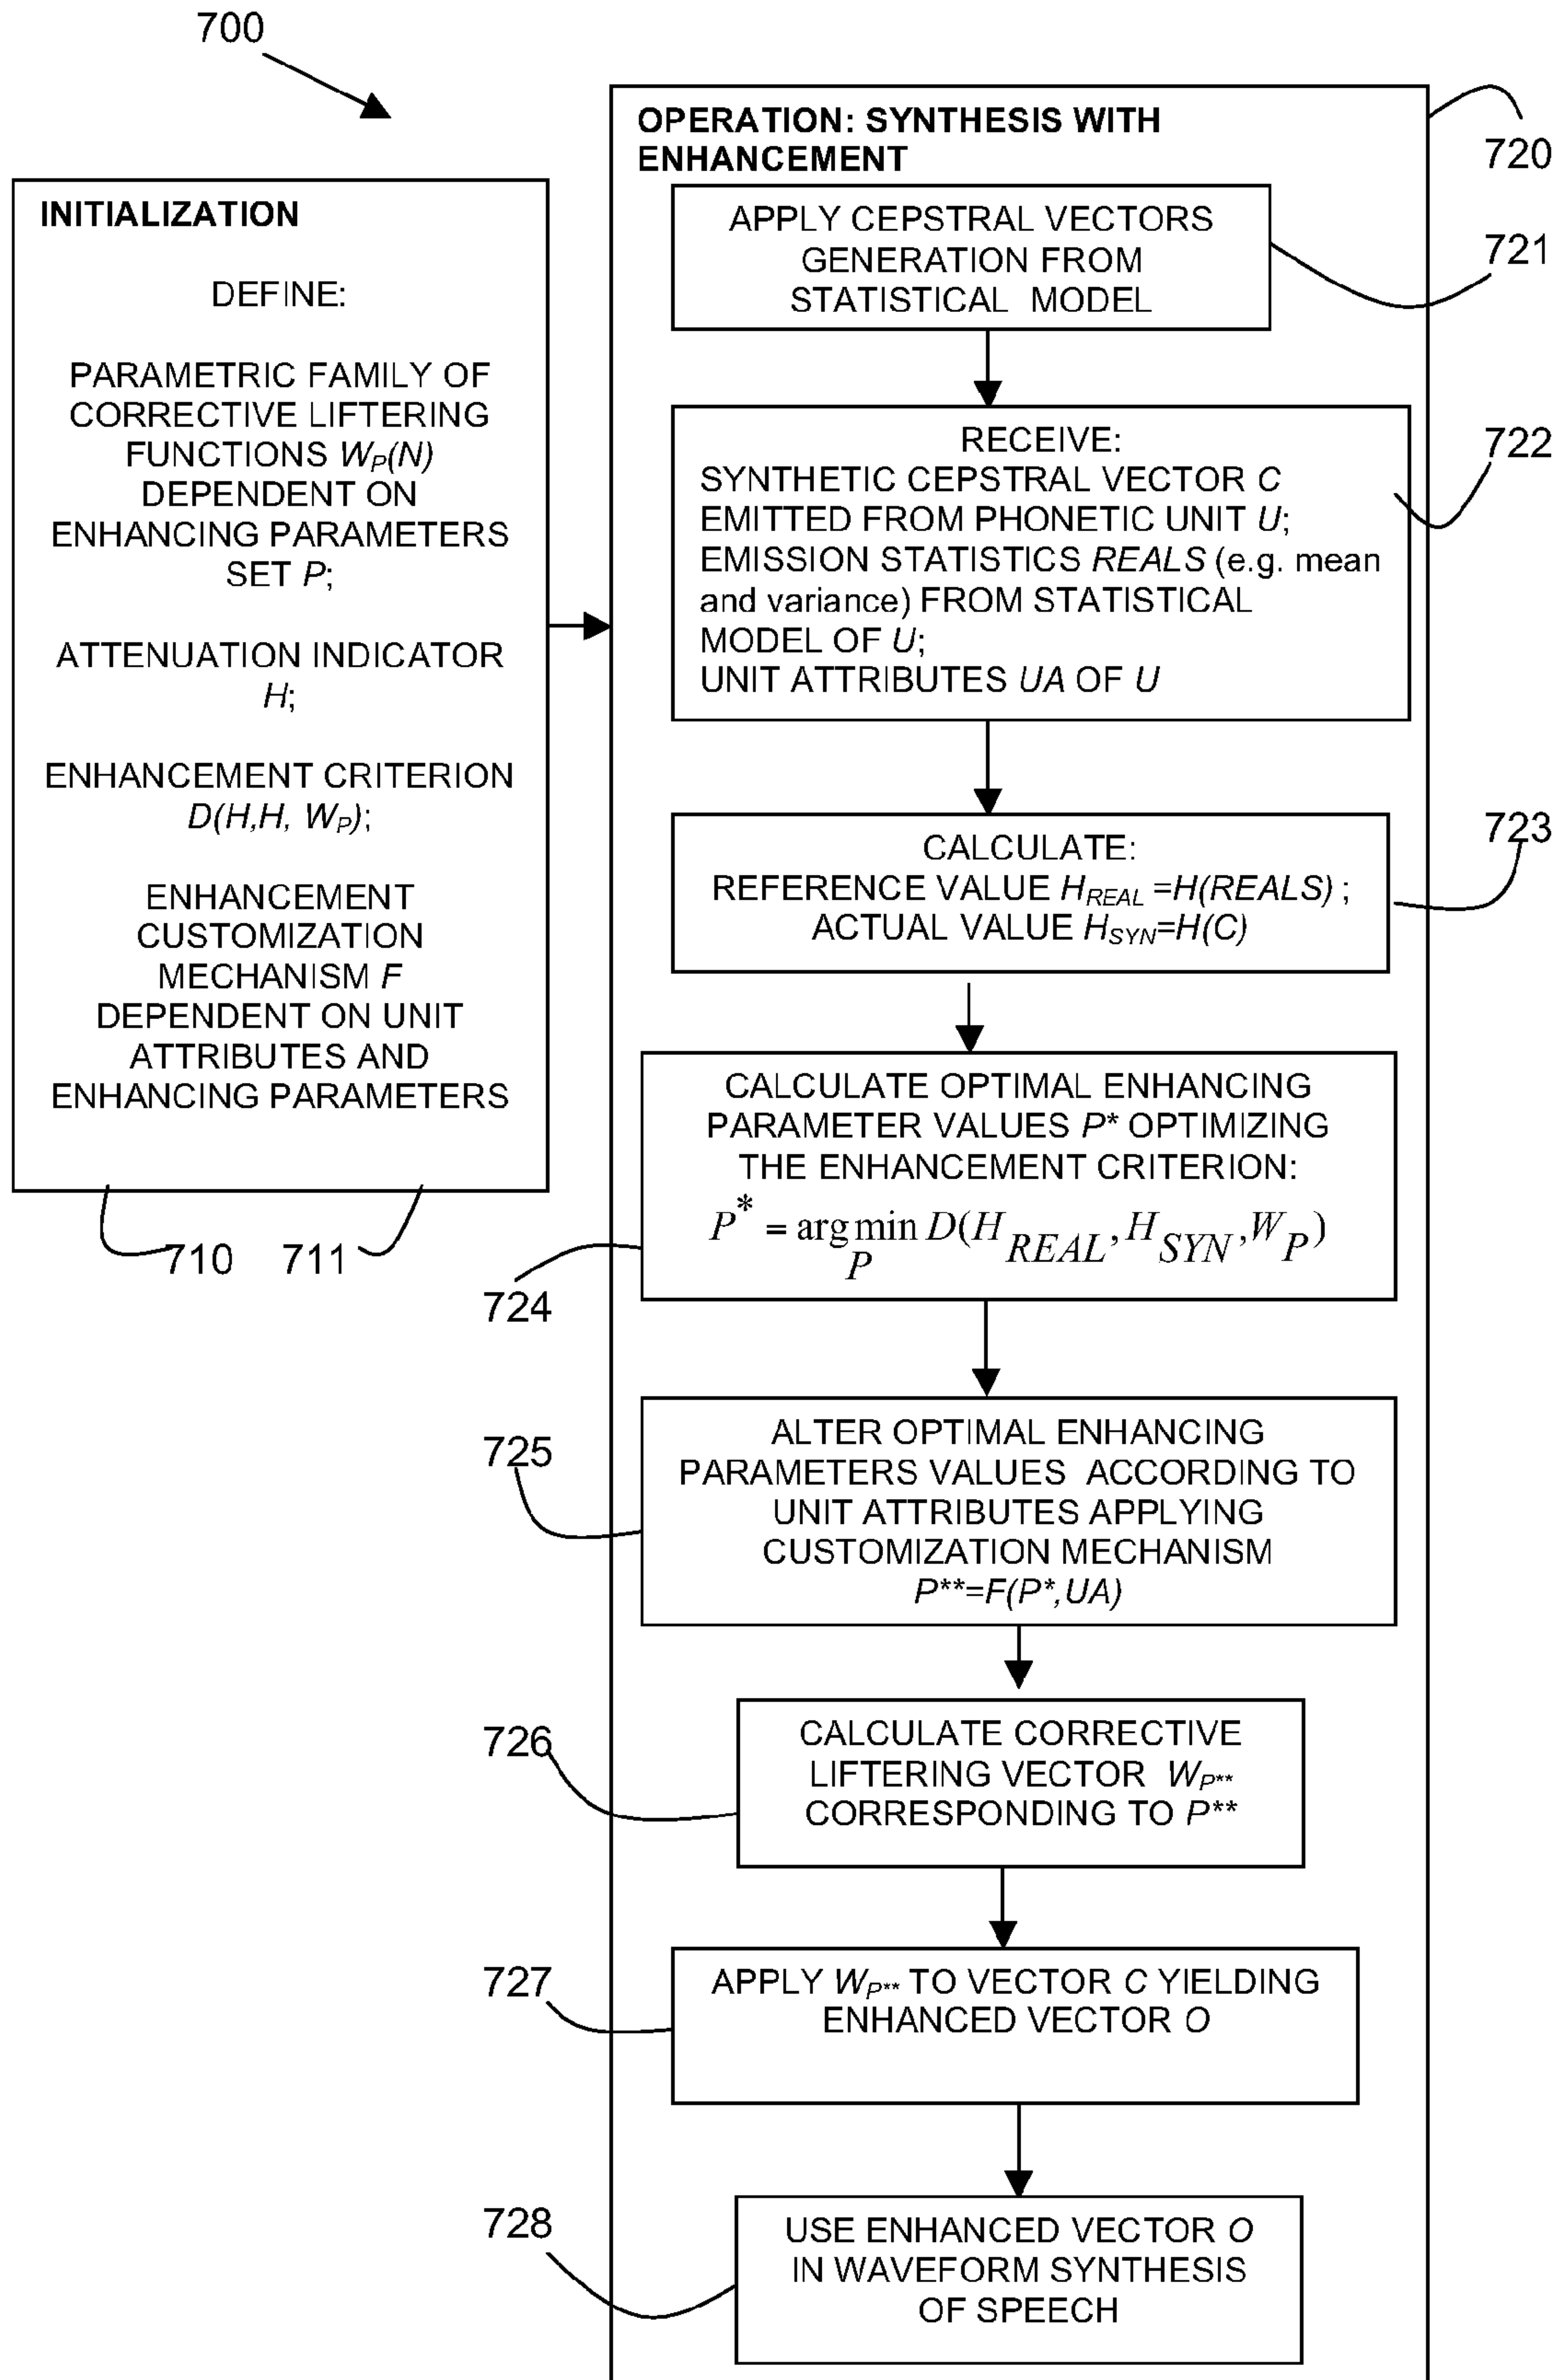 700
INITIALIZATION
DEFINE:
PARAMETRIC FAMILY OF
CORRECTIVE LIFTERING
FUNCTIONS W_P(N)
DEPENDENT ON
ENHANCING PARAMETERS
SET P;
ATTENUATION INDICATOR
H;
ENHANCEMENT CRITERION
D(H,H, W_P);
ENHANCEMENT
CUSTOMIZATION
MECHANISM F
DEPENDENT ON UNIT
ATTRIBUTES AND
ENHANCING PARAMETERS
710 711
OPERATION: SYNTHESIS WITH
ENHANCEMENT
720
APPLY CEPSTRAL VECTORS
GENERATION FROM
STATISTICAL MODEL
721
RECEIVE:
SYNTHETIC CEPSTRAL VECTOR C
EMITTED FROM PHONETIC UNIT U;
EMISSION STATISTICS REALS (e.g. mean
and variance) FROM STATISTICAL
MODEL OF U;
UNIT ATTRIBUTES UA OF U
722
CALCULATE:
REFERENCE VALUE H_REAL =H(REALS) ;
ACTUAL VALUE H_SYN=H(C)
723
CALCULATE OPTIMAL ENHANCING
PARAMETER VALUES P* OPTIMIZING
THE ENHANCEMENT CRITERION:
P* = arg min_P D(H_REAL, H_SYN, W_P)
724
ALTER OPTIMAL ENHANCING
PARAMETERS VALUES ACCORDING TO
UNIT ATTRIBUTES APPLYING
CUSTOMIZATION MECHANISM
P**=F(P*,UA)
725
CALCULATE CORRECTIVE
LIFTERING VECTOR W_P**
CORRESPONDING TO P**
726
APPLY W_P** TO VECTOR C YIELDING
ENHANCED VECTOR O
727
USE ENHANCED VECTOR O
IN WAVEFORM SYNTHESIS
OF SPEECH
728